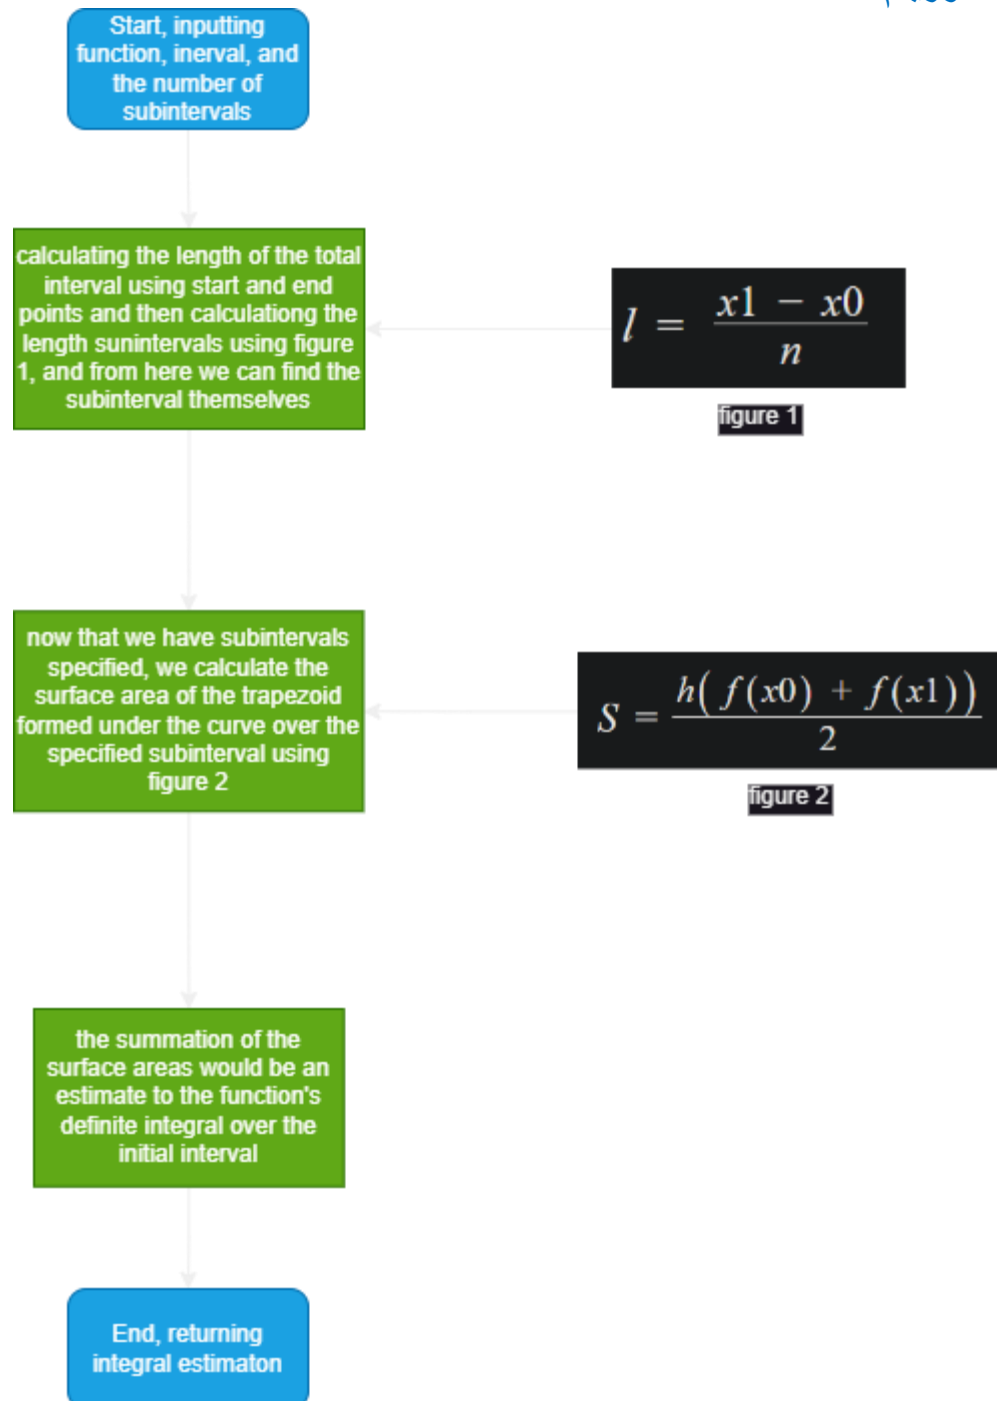 Start, inputting
function, inerval, and
the number of
subintervals
calculating the length of the total
interval using start and end
points and then calculationg the
length sunintervals using figure
1, and from here we can find the
subinterval themselves
l = \frac{x1 - x0}{n}
figure 1
now that we have subintervals
specified, we calculate the
surface area of the trapezoid
formed under the curve over the
specified subinterval using
figure 2
S = \frac{h(f(x0) + f(x1))}{2}
figure 2
the summation of the
surface areas would be an
estimate to the function's
definite integral over the
initial interval
End, returning
integral estimaton